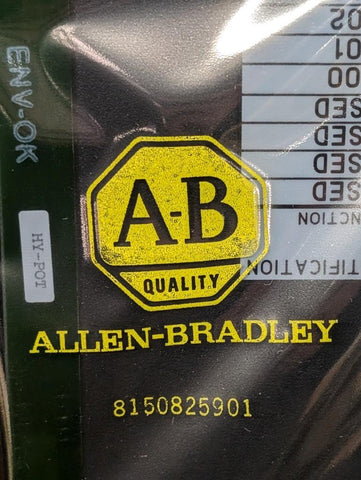 ENV-OK
HY-POT
02
01
00
SED
SED
SED
SED
NCTION
TIFICATION
A-B
QUALITY
ALLEN-BRADLEY
8150825901